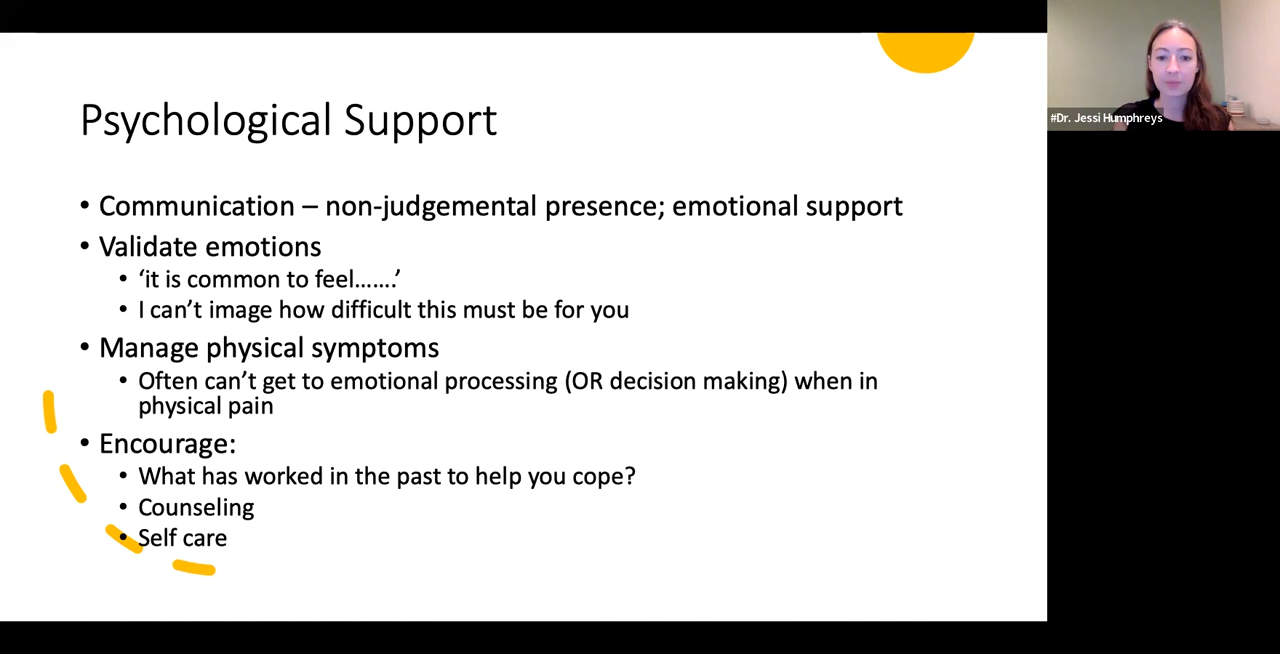 Psychological Support
• Communication – non-judgemental presence; emotional support
• Validate emotions
• ‘it is common to feel…….’
• I can’t image how difficult this must be for you
• Manage physical symptoms
• Often can’t get to emotional processing (OR decision making) when in
physical pain
• Encourage:
• What has worked in the past to help you cope?
• Counseling
• Self care
#Dr. Jessi Humphreys